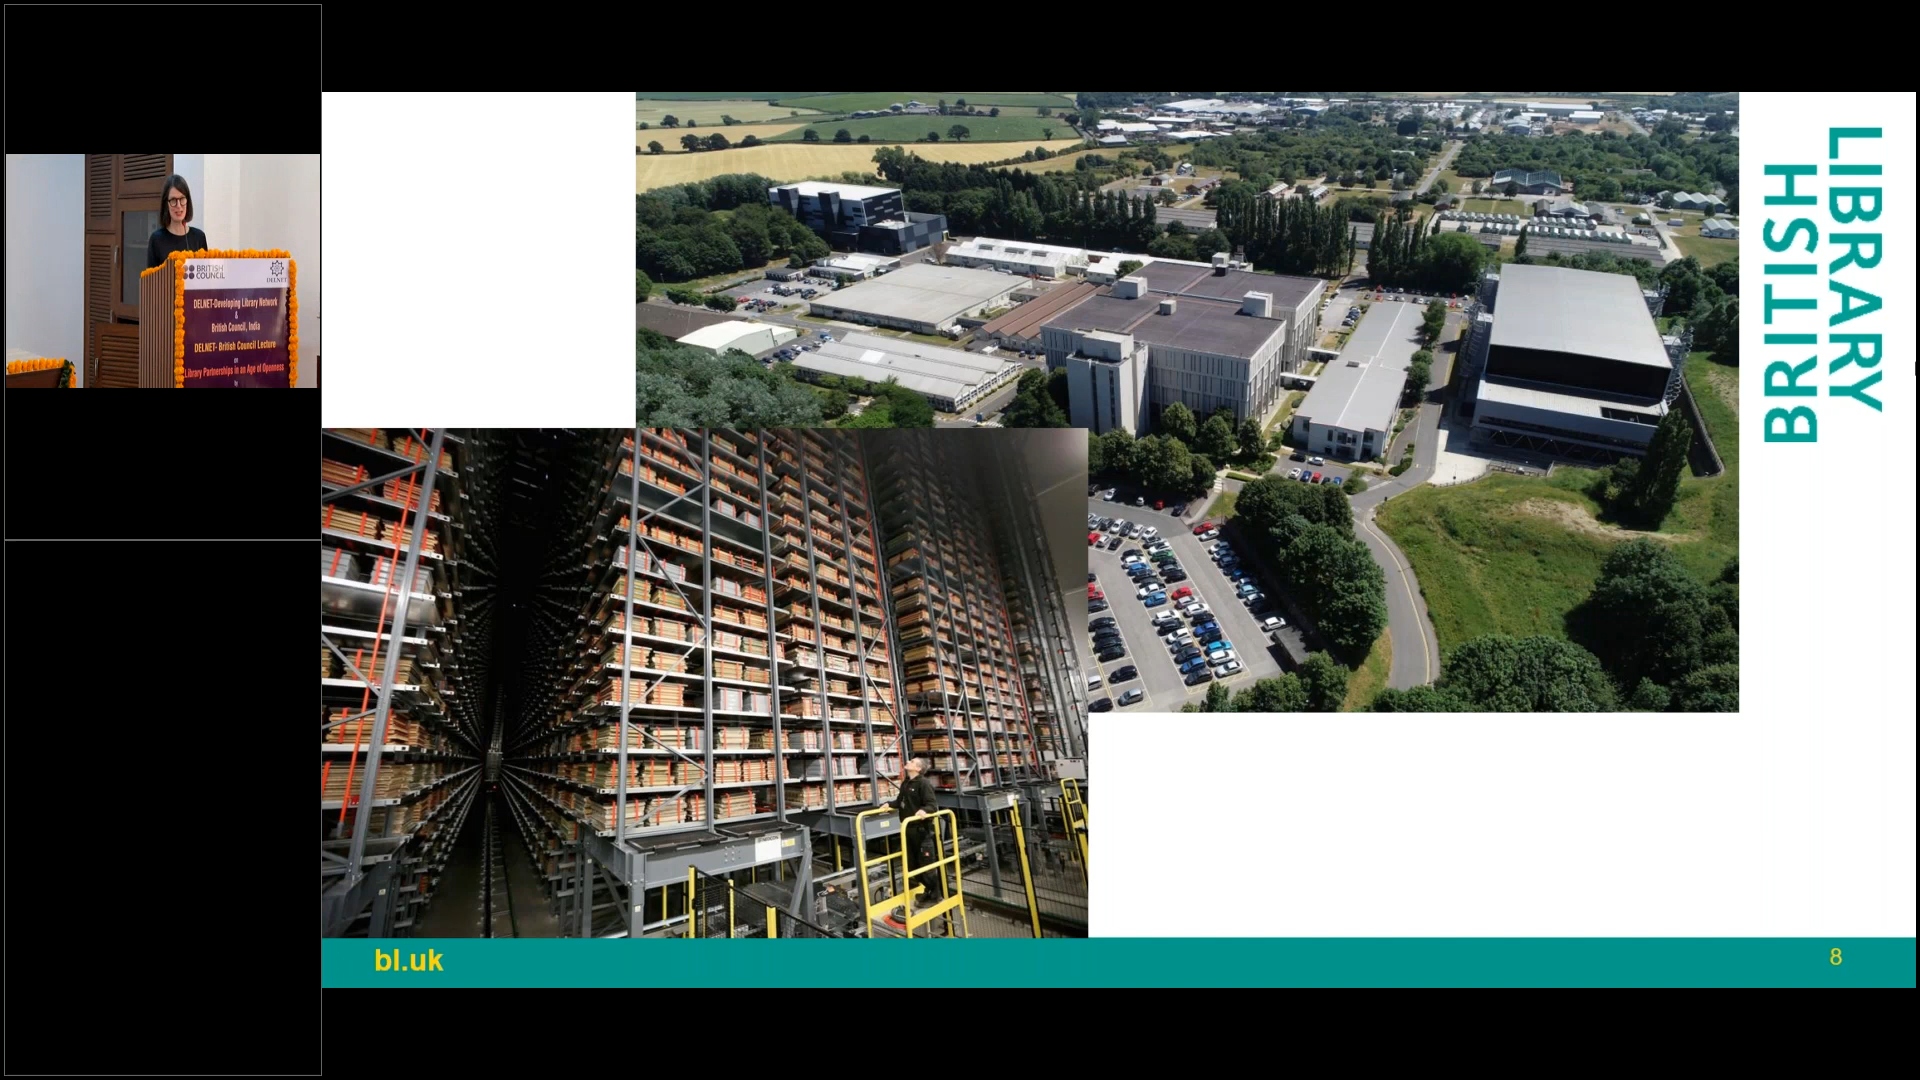 BRITISH
COUNCIL
DELNET
DELNET-Developing Library Network
&
British Council, India
DELNET- British Council Lecture
on
Library Partnerships in an Age of Openness
LIBRARY
BRITISH
bl.uk
8